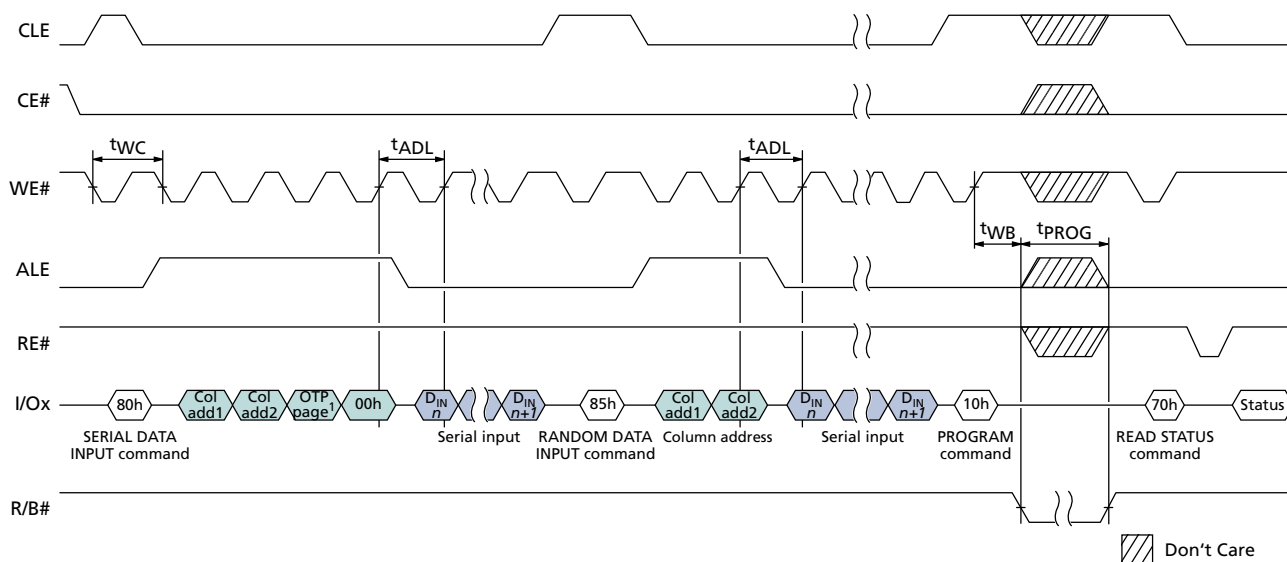 CLE
CE#
tWC
tADL
tADL
WE#
tWB
tPROG
ALE
RE#
I/Ox
80h
Col add1
Col add2
OTP page1
00h
DIN n
DIN n+1
85h
Col add1
Col add2
DIN n
DIN n+1
10h
70h
Status
SERIAL DATA
INPUT command
Serial input
RANDOM DATA
INPUT command
Column address
Serial input
PROGRAM
command
READ STATUS
command
R/B#
Don't Care